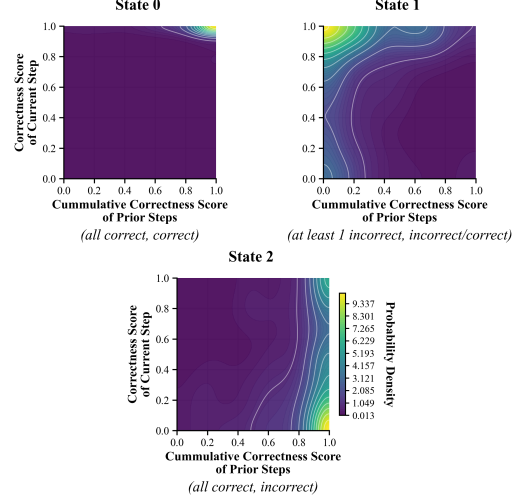 State 0
State 1
1.0
0.8
0.6
0.4
0.2
0.0
Correctness Score
of Current Step
0.0 0.2 0.4 0.6 0.8 1.0
Cummulative Correctness Score
of Prior Steps
(all correct, correct)
1.0
0.8
0.6
0.4
0.2
0.0
0.0 0.2 0.4 0.6 0.8 1.0
Cummulative Correctness Score
of Prior Steps
(at least 1 incorrect, incorrect/correct)
State 2
1.0
0.8
0.6
0.4
0.2
0.0
Correctness Score
of Current Step
0.0 0.2 0.4 0.6 0.8 1.0
Cummulative Correctness Score
of Prior Steps
(all correct, incorrect)
9.337
8.301
7.265
6.229
5.193
4.157
3.121
2.085
1.049
0.013
Probability Density